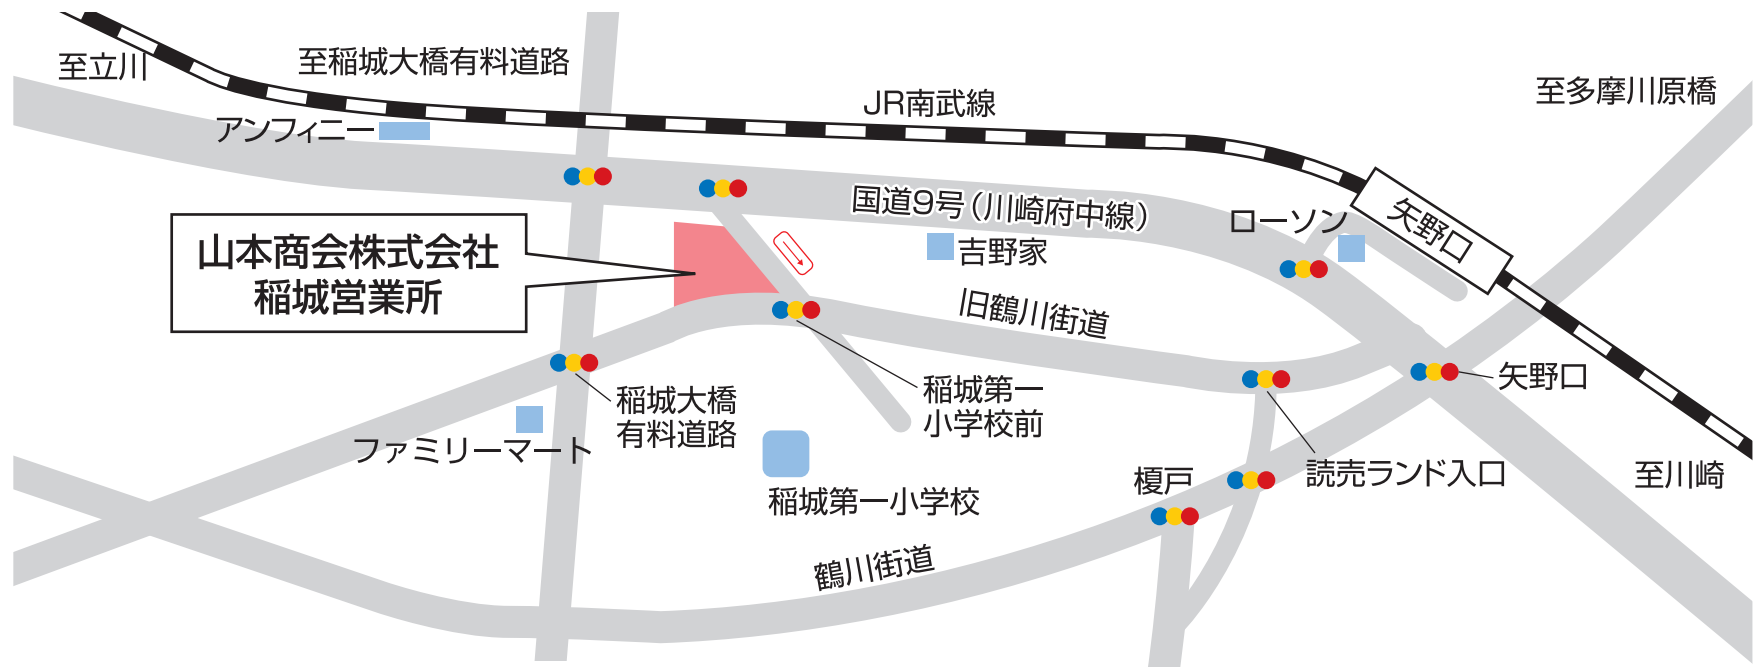 至立川
至稲城大橋有料道路
JR南武線
至多摩川原橋
アンフィニー
国道9号(川崎府中線)
ローソン
矢野口
山本商会株式会社
稲城営業所
吉野家
旧鶴川街道
稲城大橋
有料道路
稲城第一
小学校前
矢野口
ファミリーマート
稲城第一小学校
榎戸
読売ランド入口
至川崎
鶴川街道